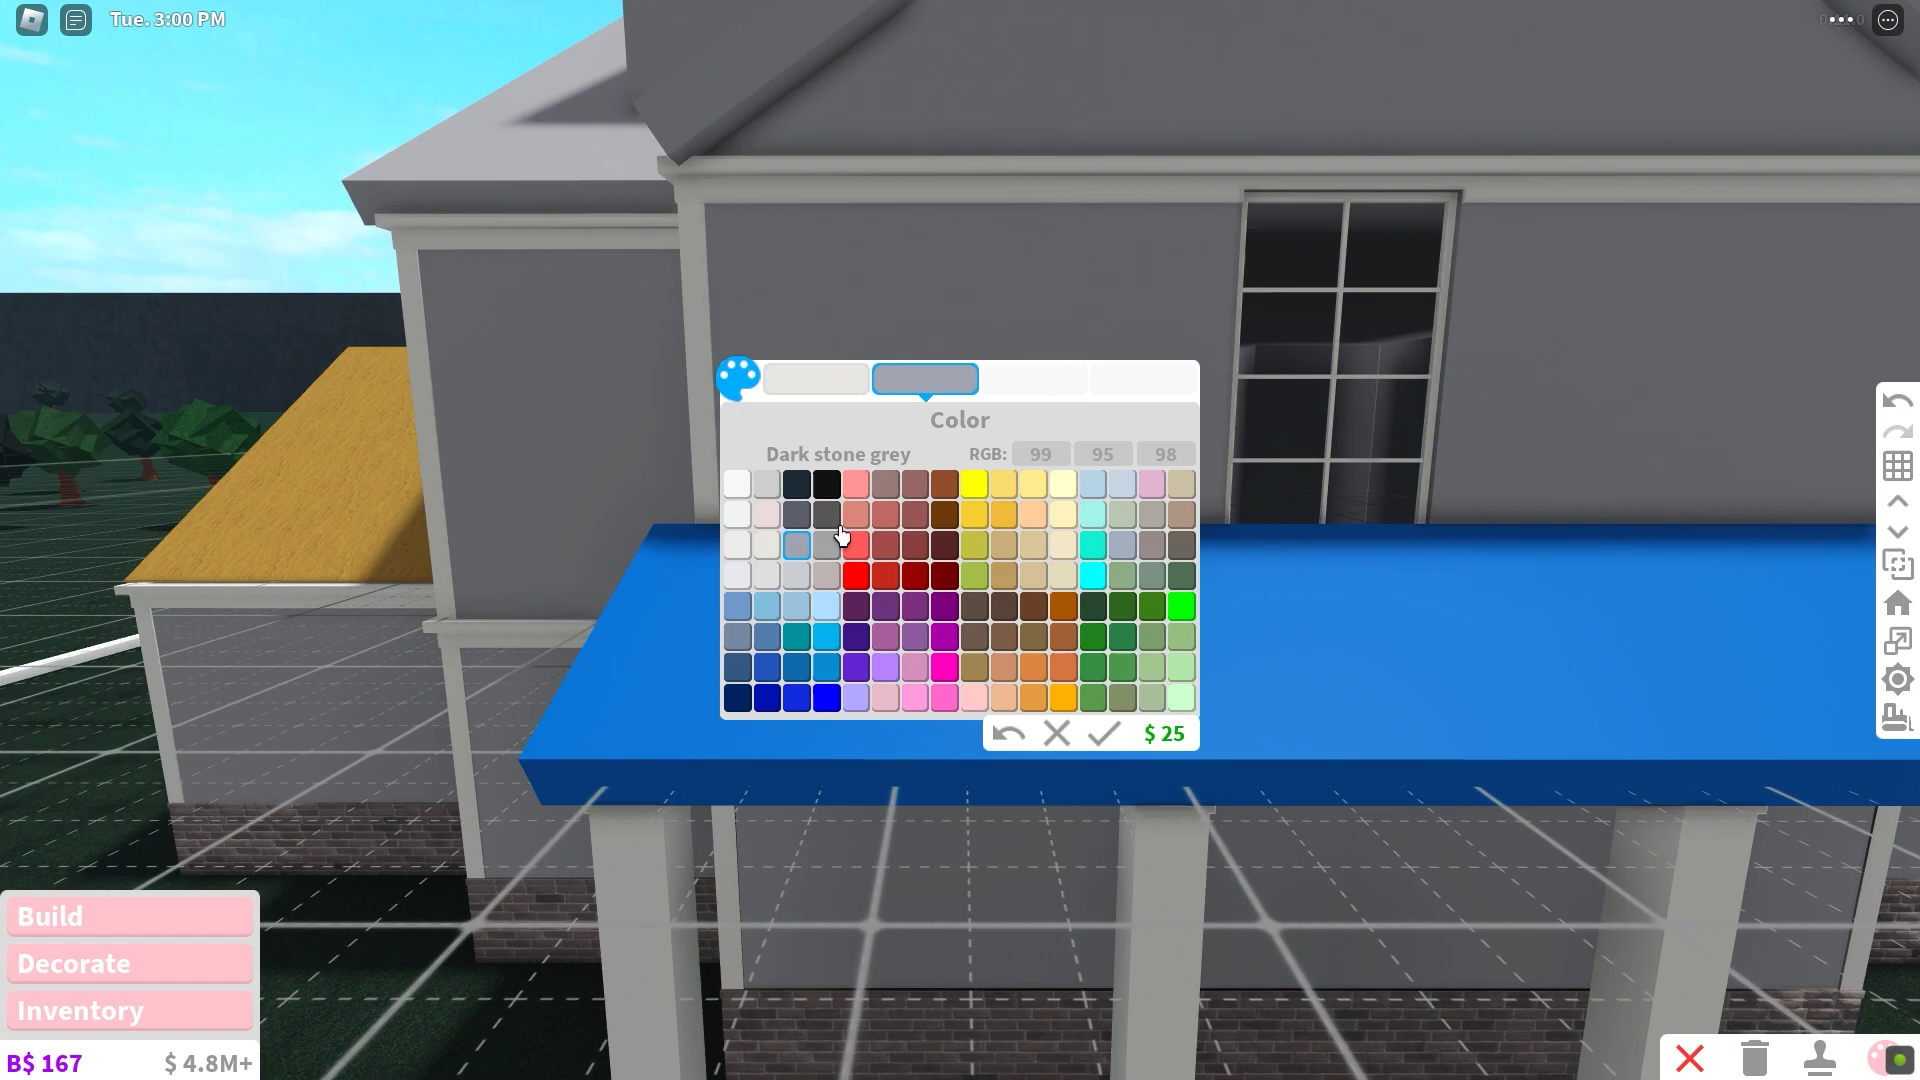 Tue. 3:00 PM
Color
Dark stone grey RGB: 99 95 98
$ 25
Build
Decorate
Inventory
B$ 167 $ 4.8M+